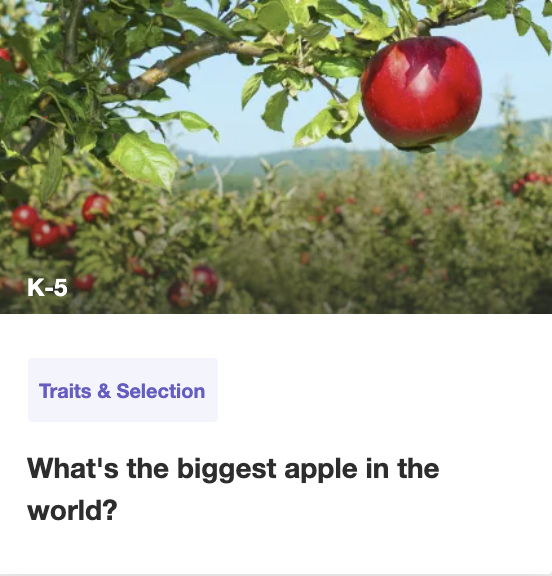 K-5
Traits & Selection
What's the biggest apple in the
world?